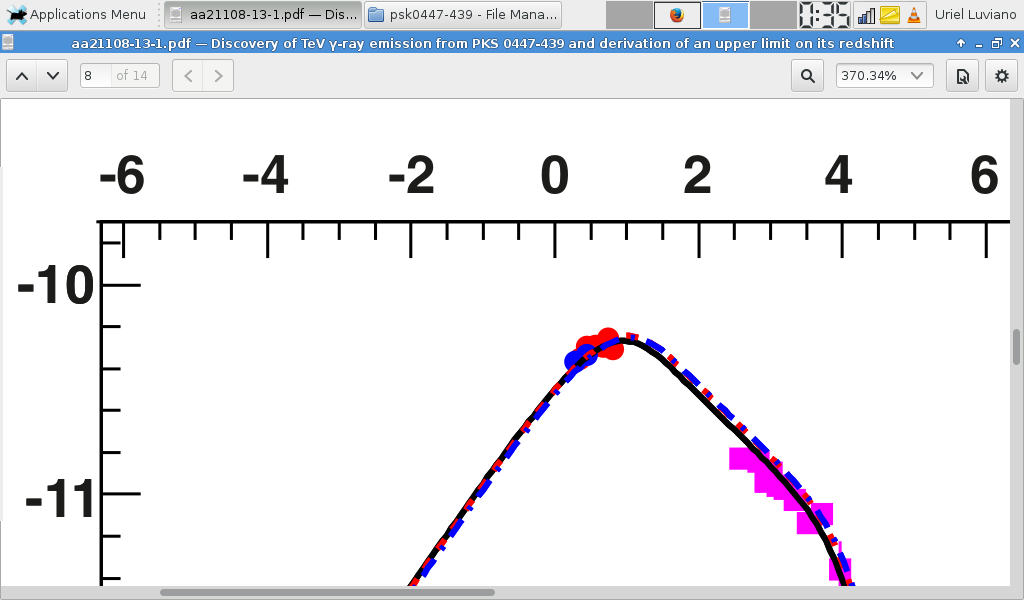 Applications Menu aa21108-13-1.pdf — Dis... psk0447-439 - File Mana... 0:35 Uriel Luviano
aa21108-13-1.pdf — Discovery of TeV γ-ray emission from PKS 0447-439 and derivation of an upper limit on its redshift
8 of 14 370.34%
-6 -4 -2 0 2 4 6
-10
-11